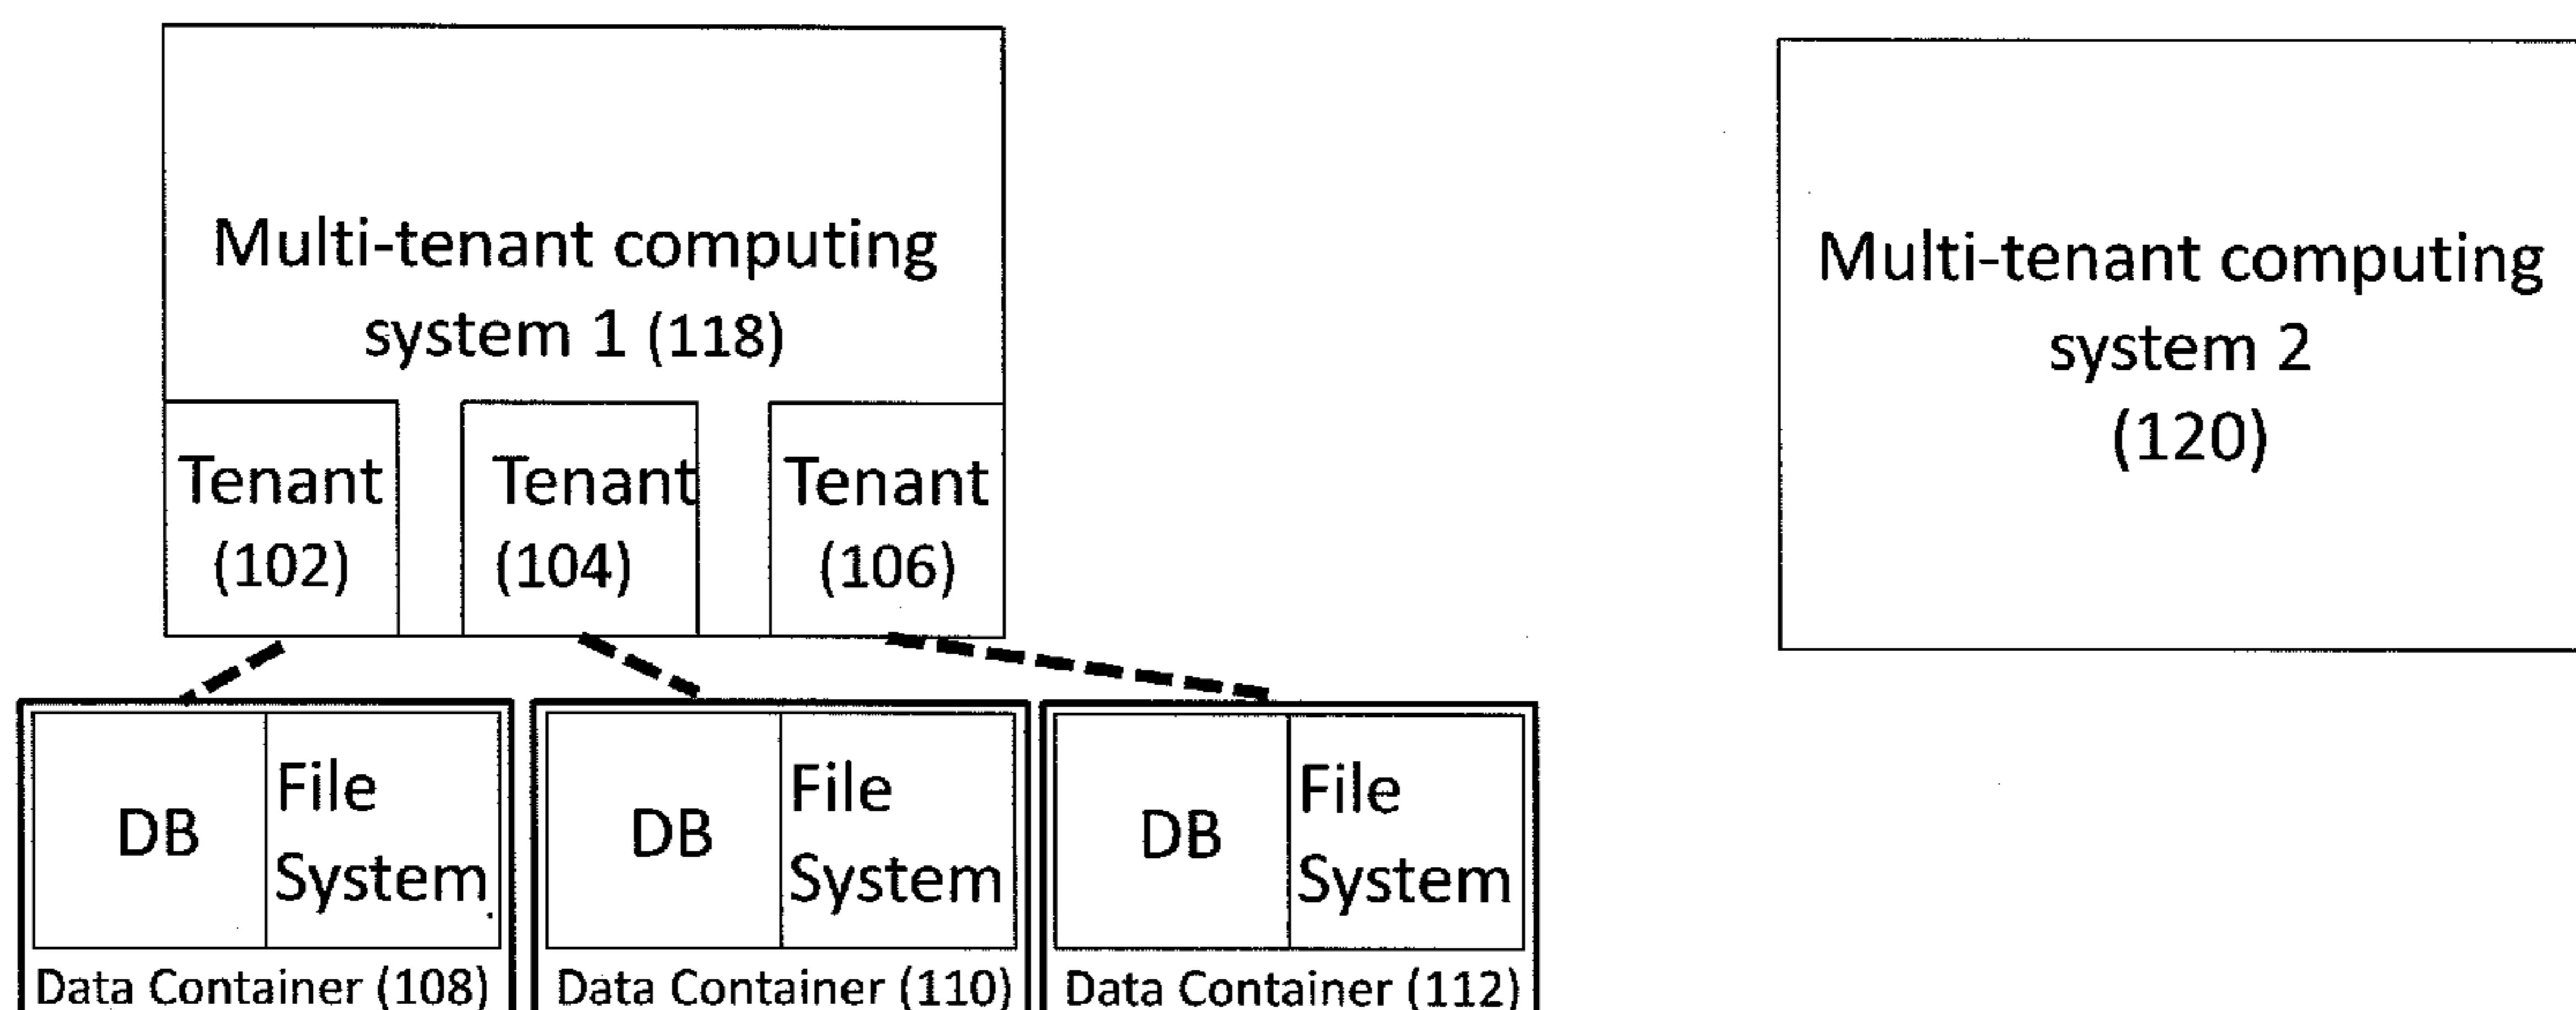 Multi-tenant computing
system 1 (118)
Multi-tenant computing
system 2
(120)
Tenant
(102)
Tenant
(104)
Tenant
(106)
DB
File
System
Data Container (108)
DB
File
System
Data Container (110)
DB
File
System
Data Container (112)